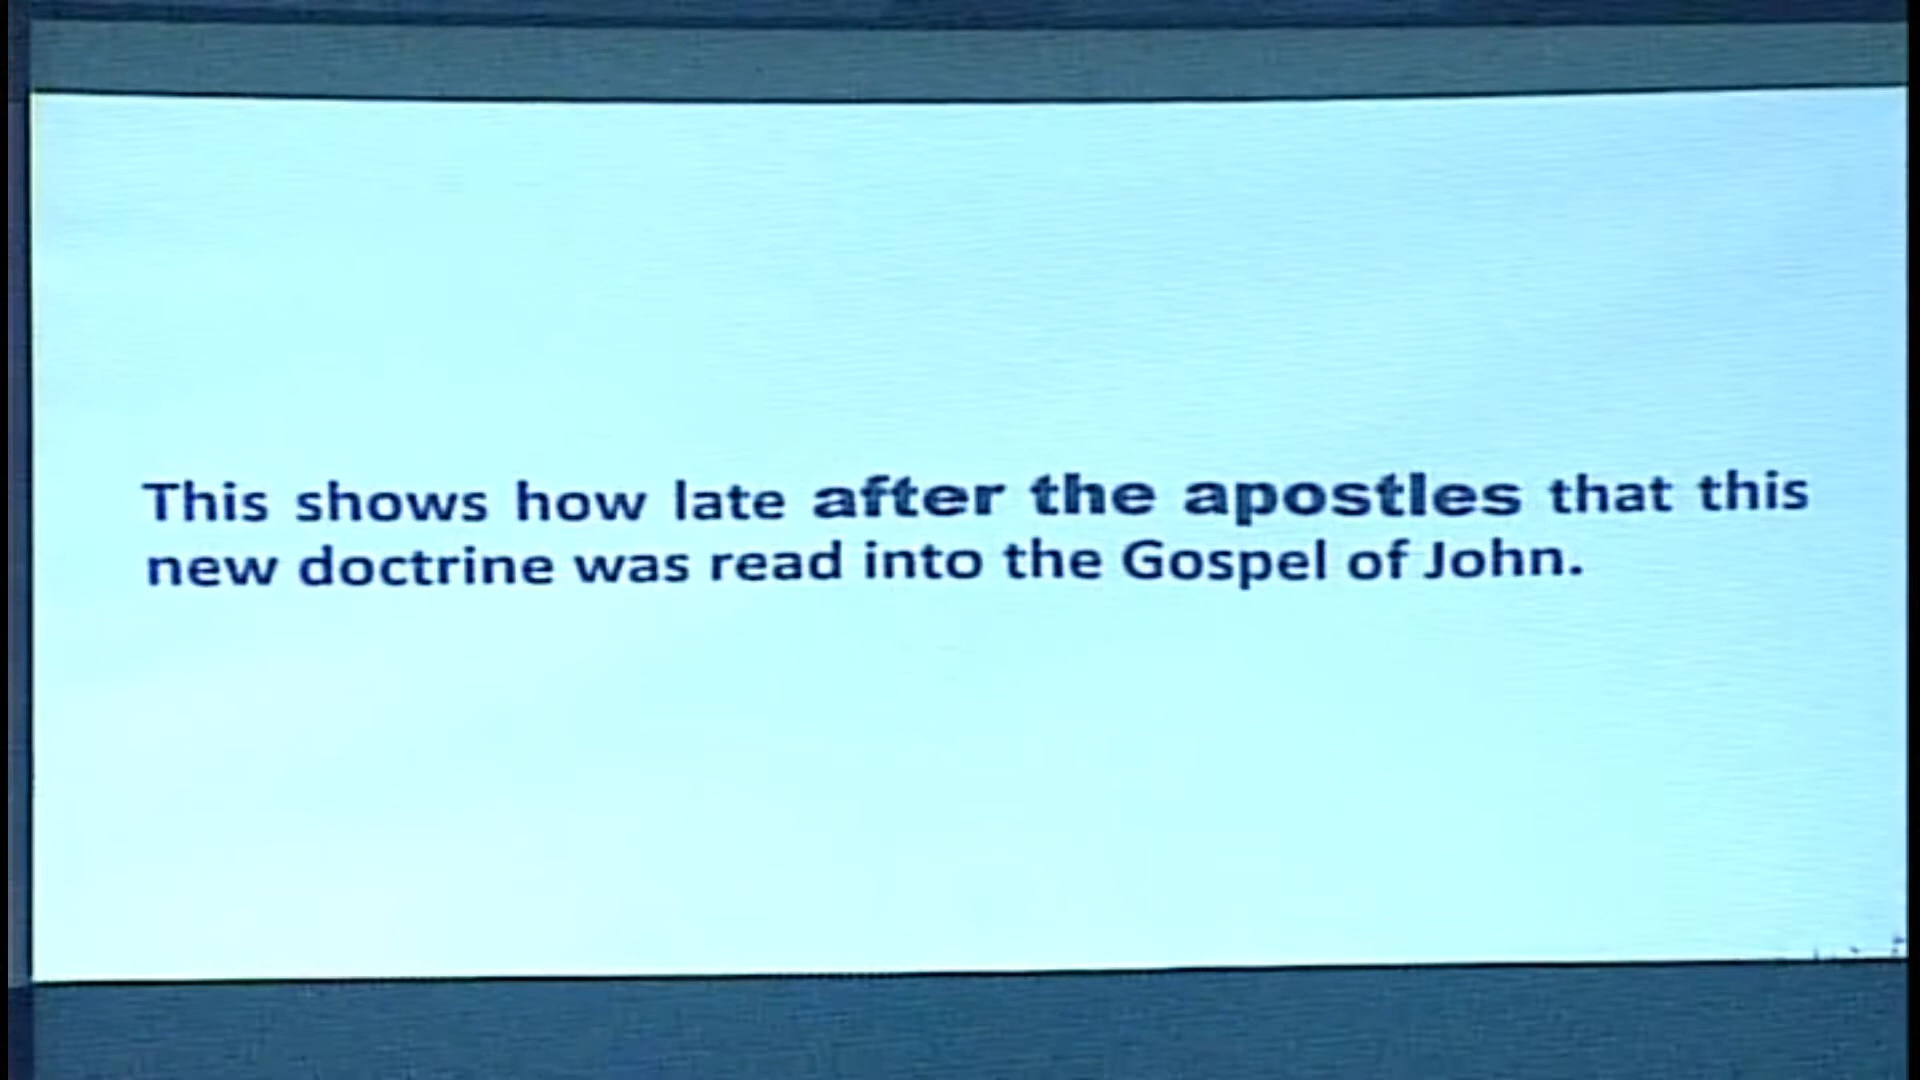 This shows how late after the apostles that this
new doctrine was read into the Gospel of John.